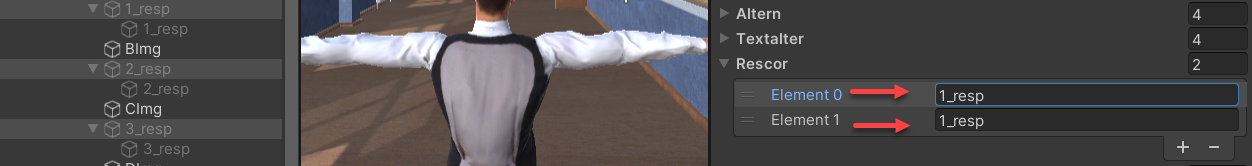 1_resp
1_resp
BImg
2_resp
2_resp
CImg
3_resp
3_resp
Altern 4
Textalter 4
Rescor 2
Element 0 1_resp
Element 1 1_resp
+ −